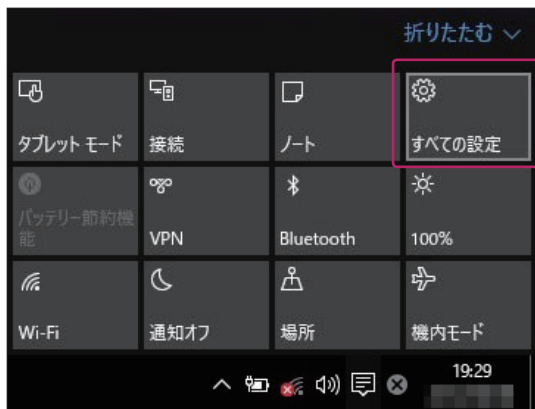 折りたたむ
タブレット モード
接続
ノート
すべての設定
バッテリー節約機
能
VPN
Bluetooth
100%
Wi-Fi
通知オフ
場所
機内モード
19:29